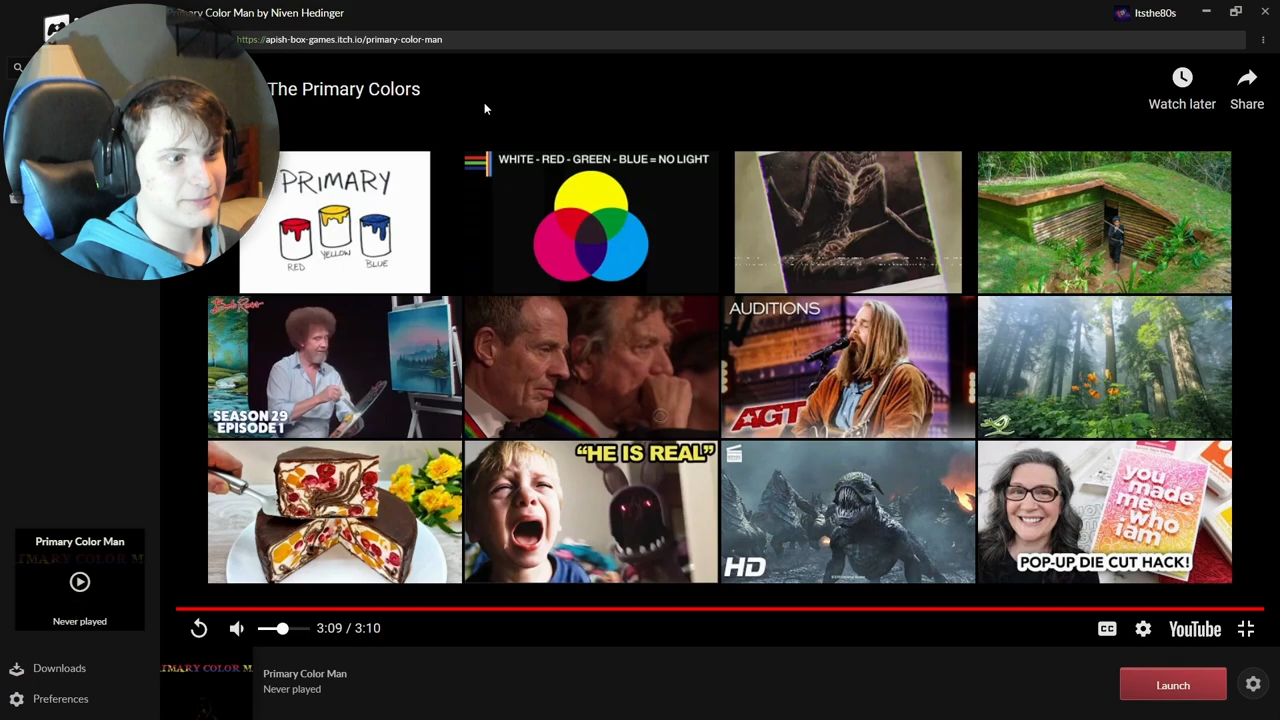 Primary Color Man by Niven Hedinger
Itsthe80s
https://apish-box-games.itch.io/primary-color-man
The Primary Colors
Watch later
Share
PRIMARY
RED
YELLOW
BLUE
WHITE - RED - GREEN - BLUE = NO LIGHT
Bob Ross
SEASON 29
EPISODE 1
AUDITIONS
AGT
"HE IS REAL"
HD
you
made
me who
i am
POP-UP DIE CUT HACK!
Primary Color Man
Never played
3:09 / 3:10
CC
YouTube
Downloads
Preferences
Primary Color Man
Never played
Launch